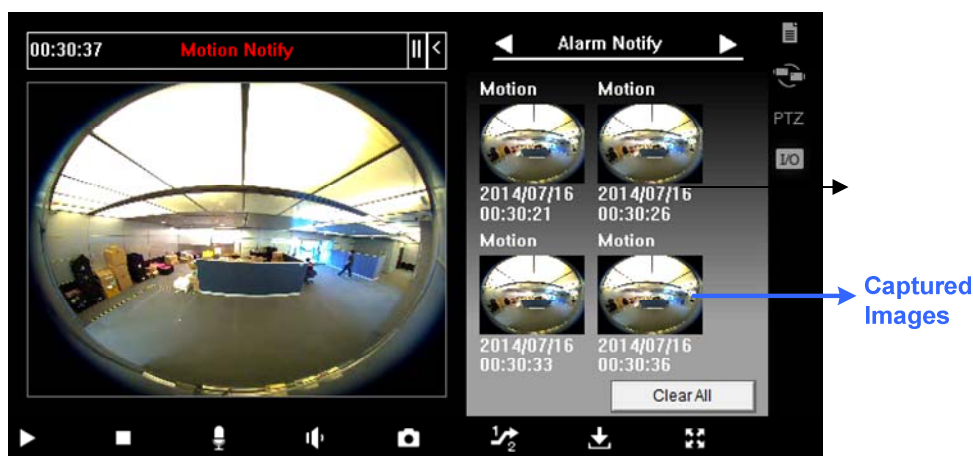 00:30:37 Motion Notify || <
Alarm Notify
Motion Motion
2014/07/16 2014/07/16
00:30:21 00:30:26
Motion Motion
2014/07/16 2014/07/16
00:30:33 00:30:36
Clear All
PTZ
I/O
Captured
Images
1 2